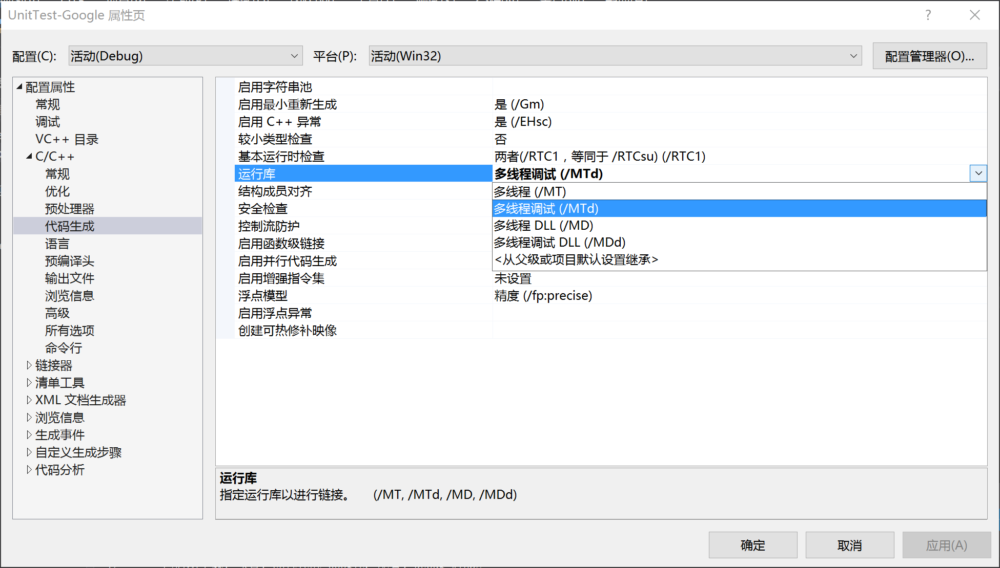 UnitTest-Google 属性页
?
配置(C):
活动(Debug)
平台(P):
活动(Win32)
配置管理器(O)...
配置属性
常规
调试
VC++ 目录
C/C++
常规
优化
预处理器
代码生成
语言
预编译头
输出文件
浏览信息
高级
所有选项
命令行
链接器
清单工具
XML 文档生成器
浏览信息
生成事件
自定义生成步骤
代码分析
启用字符串池
启用最小重新生成 是 (/Gm)
启用 C++ 异常 是 (/EHsc)
较小类型检查 否
基本运行时检查 两者(/RTC1，等同于 /RTCsu) (/RTC1)
运行库 多线程调试 (/MTd)
结构成员对齐
安全检查
控制流防护
启用函数级链接
启用并行代码生成
多线程 (/MT)
多线程调试 (/MTd)
多线程 DLL (/MD)
多线程调试 DLL (/MDd)
<从父级或项目默认设置继承>
启用增强指令集 未设置
浮点模型 精度 (/fp:precise)
启用浮点异常
创建可热修补映像
运行库
指定运行库以进行链接。 (/MT, /MTd, /MD, /MDd)
确定
取消
应用(A)